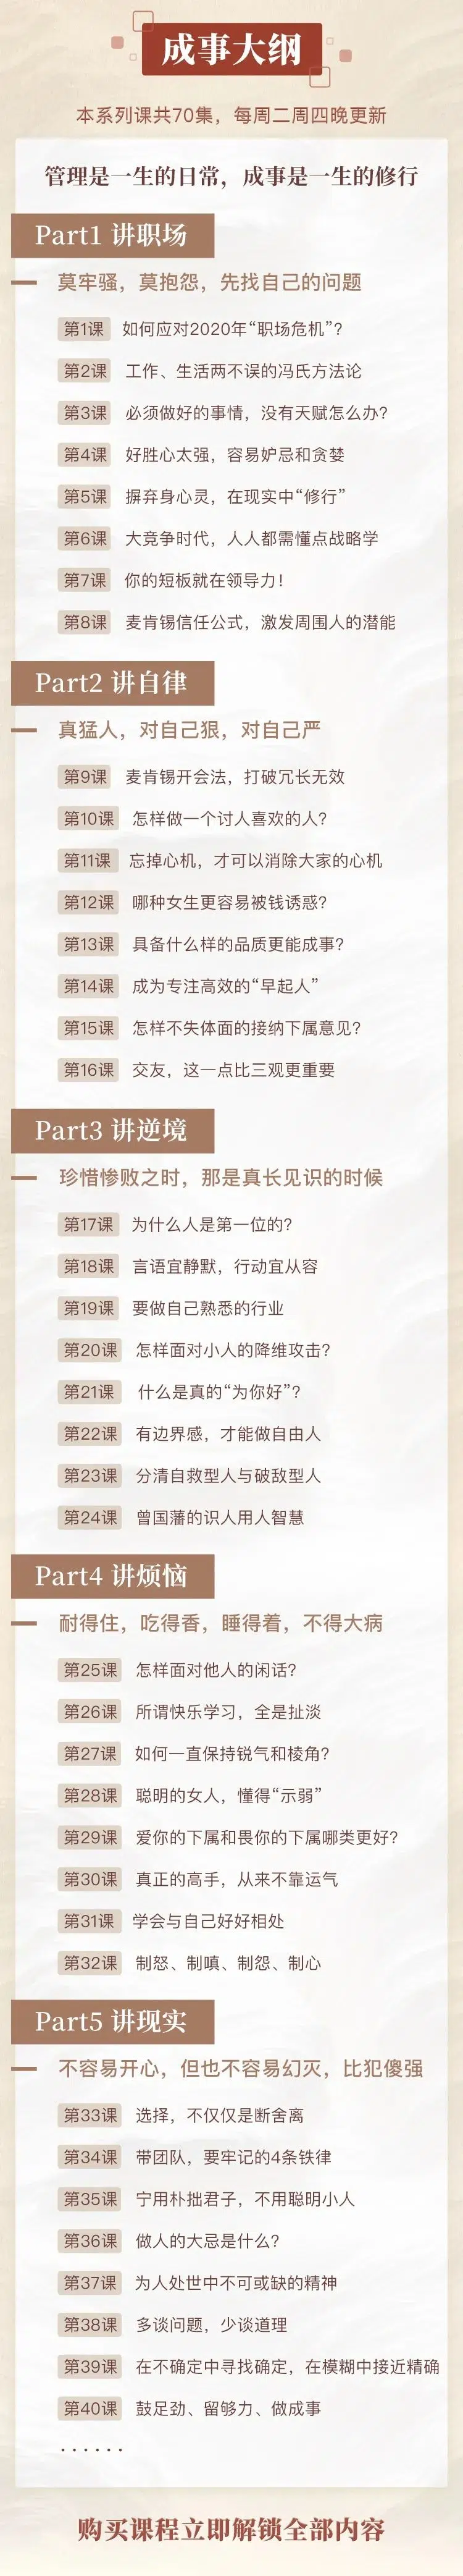 成事大纲
本系列课共70集，每周二周四晚更新
管理是一生的日常，成事是一生的修行
Part1 讲职场
莫牢骚，莫抱怨，先找自己的问题
第1课 如何应对2020年“职场危机”?
第2课 工作、生活两不误的冯氏方法论
第3课 必须做好的事情，没有天赋怎么办?
第4课 好胜心太强，容易妒忌和贪婪
第5课 摒弃身心灵，在现实中“修行”
第6课 大竞争时代，人人都需懂点战略学
第7课 你的短板就在领导力!
第8课 麦肯锡信任公式，激发周围人的潜能
Part2 讲自律
真猛人，对自己狠，对自己严
第9课 麦肯锡开会法，打破冗长无效
第10课 怎样做一个讨人喜欢的人?
第11课 忘掉心机，才可以消除大家的心机
第12课 哪种女生更容易被钱诱惑?
第13课 具备什么样的品质更能成事?
第14课 成为专注高效的“早起人”
第15课 怎样不失体面的接纳下属意见?
第16课 交友，这一点比三观更重要
Part3 讲逆境
珍惜惨败之时，那是真长见识的时候
第17课 为什么人是第一位的?
第18课 言语宜静默，行动宜从容
第19课 要做自己熟悉的行业
第20课 怎样面对小人的降维攻击?
第21课 什么是真的“为你好”?
第22课 有边界感，才能做自由人
第23课 分清自救型人与破敌型人
第24课 曾国藩的识人用人智慧
Part4 讲烦恼
耐得住，吃得香，睡得着，不得大病
第25课 怎样面对他人的闲话?
第26课 所谓快乐学习，全是扯淡
第27课 如何一直保持锐气和棱角?
第28课 聪明的女人，懂得“示弱”
第29课 爱你的下属和畏你的下属哪类更好?
第30课 真正的高手，从来不靠运气
第31课 学会与自己好好相处
第32课 制怒、制嗔、制怨、制心
Part5 讲现实
不容易开心，但也不容易幻灭，比犯傻强
第33课 选择，不仅仅是断舍离
第34课 带团队，要牢记的4条铁律
第35课 宁用朴拙君子，不用聪明小人
第36课 做人的大忌是什么?
第37课 为人处世中不可或缺的精神
第38课 多谈问题，少谈道理
第39课 在不确定中寻找确定，在模糊中接近精确
第40课 鼓足劲、留够力、做成事
······
购买课程立即解锁全部内容